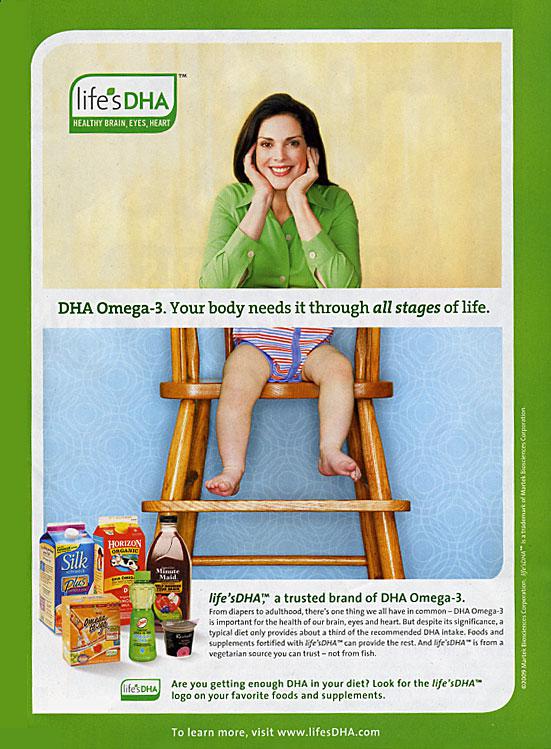 life'sDHA™
HEALTHY BRAIN, EYES, HEART
DHA Omega-3. Your body needs it through all stages of life.
Silk
Plus
HORIZON
ORGANIC
Minute
Maid
life'sDHA™, a trusted brand of DHA Omega-3.
From diapers to adulthood, there's one thing we all have in common – DHA Omega-3
is important for the health of our brain, eyes and heart. But despite its significance, a
typical diet only provides about a third of the recommended DHA intake. Foods and
supplements fortified with life'sDHA™ can provide the rest. And life'sDHA™ is from a
vegetarian source you can trust – not from fish.
life'sDHA
Are you getting enough DHA in your diet? Look for the life'sDHA™
logo on your favorite foods and supplements.
To learn more, visit www.lifesDHA.com
©2009 Martek Biosciences Corporation. life'sDHA™ is a trademark of Martek Biosciences Corporation.